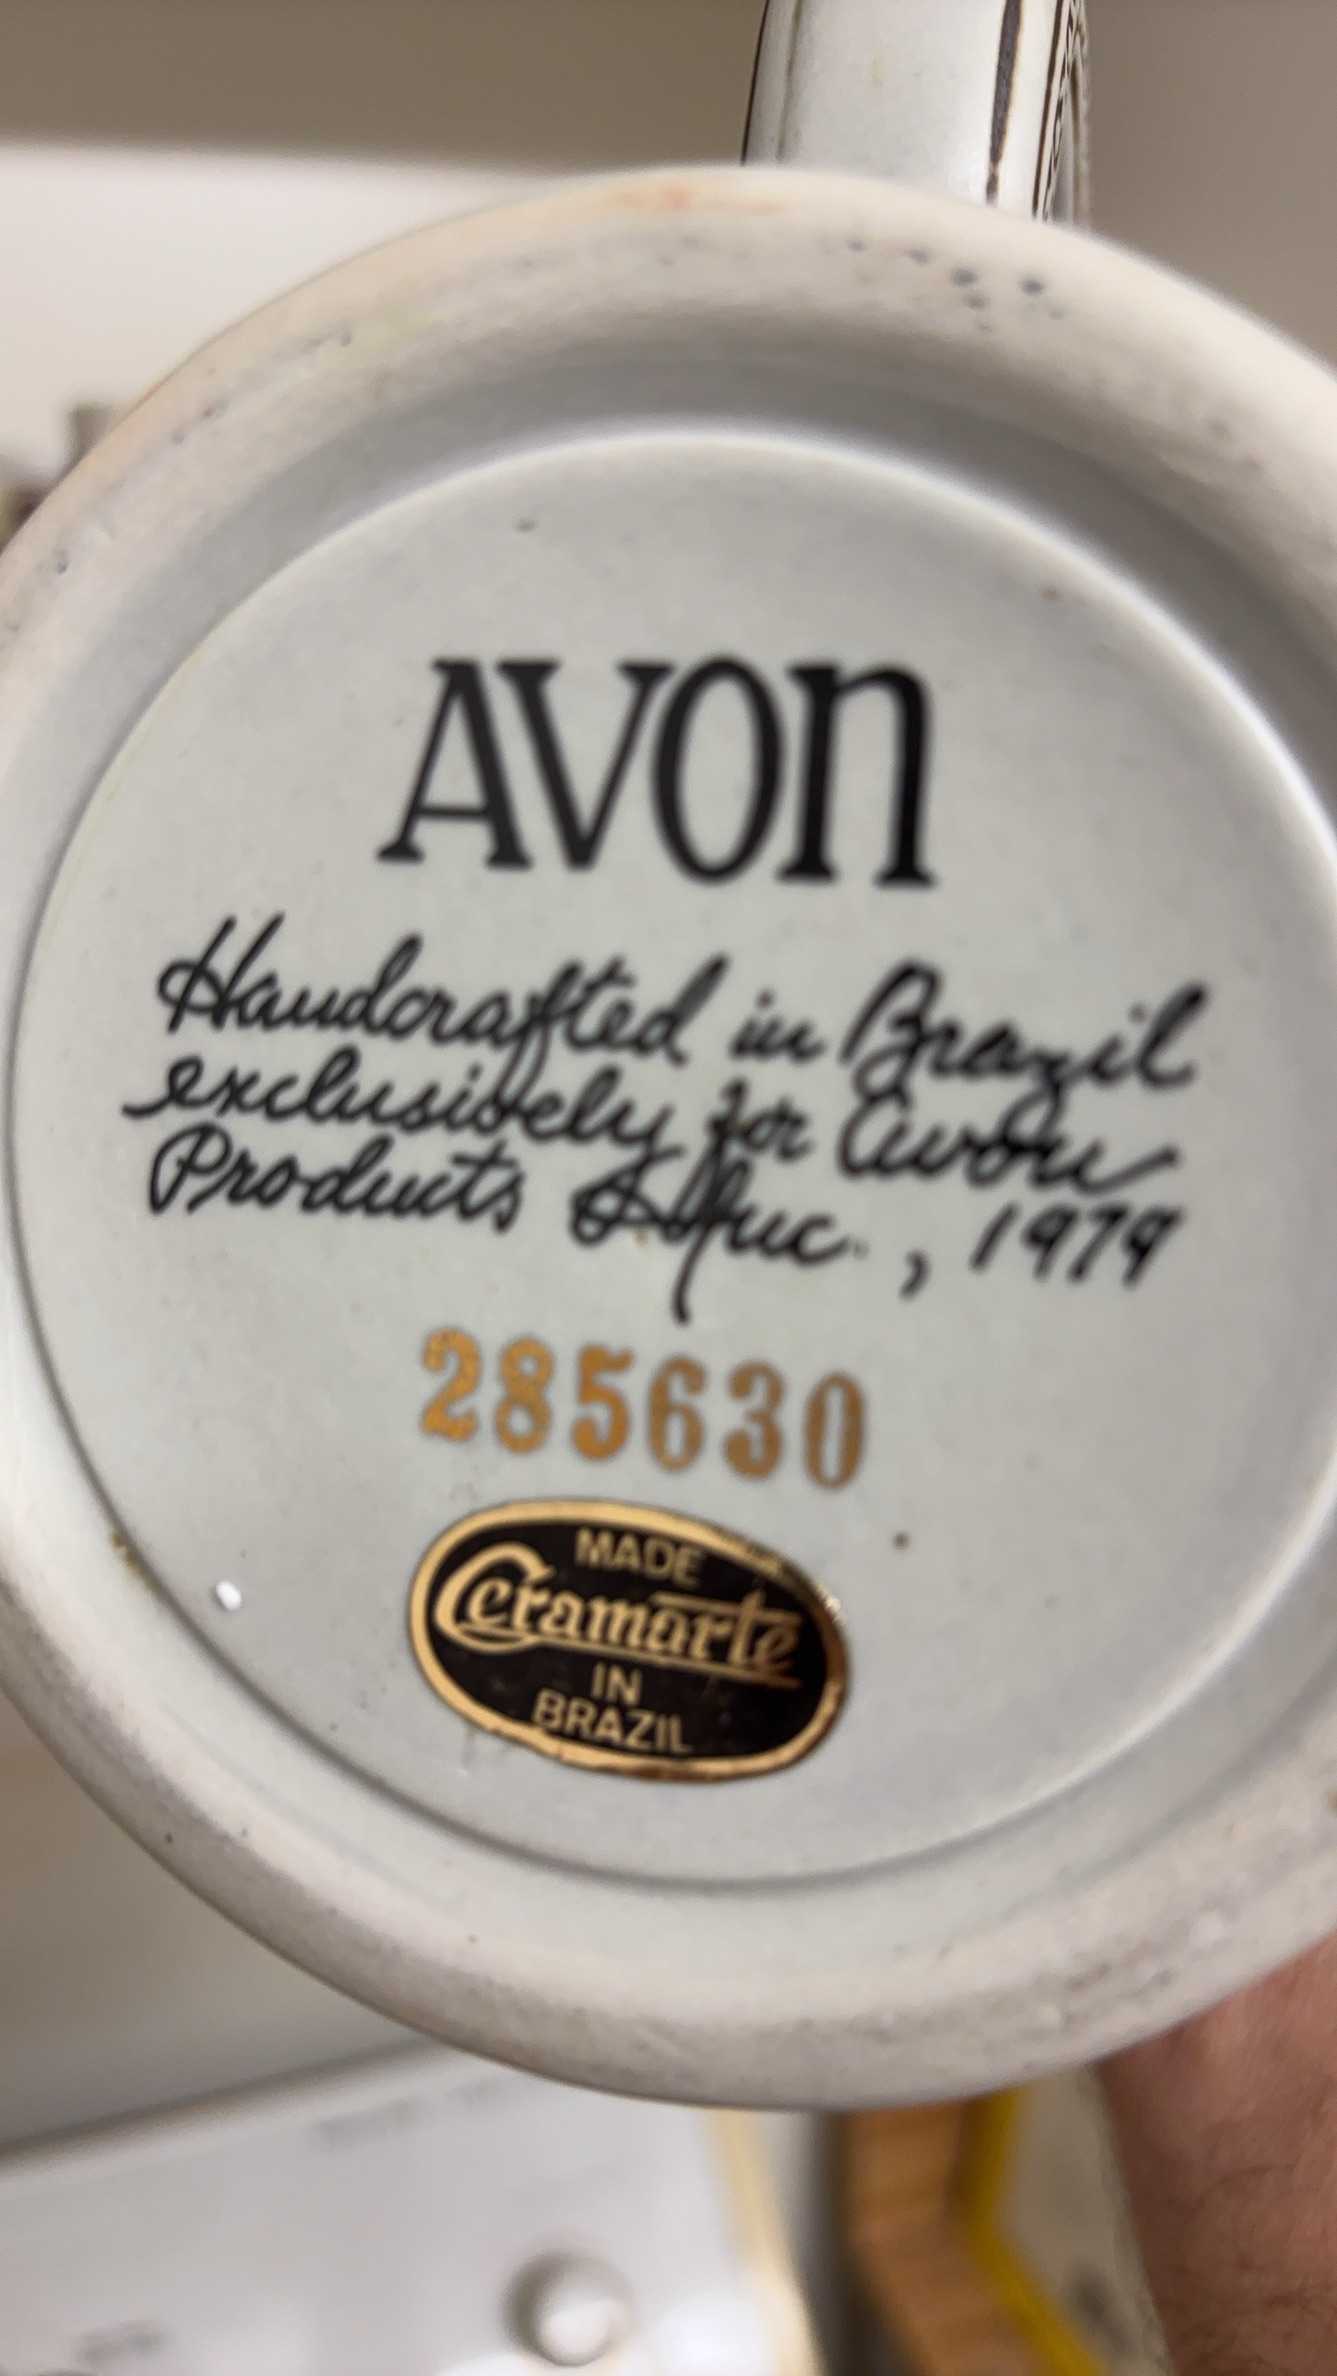 AVON
Handcrafted in Brazil
exclusively for Avon
Products Inc., 1979
285630
MADE
Ceramarte
IN
BRAZIL